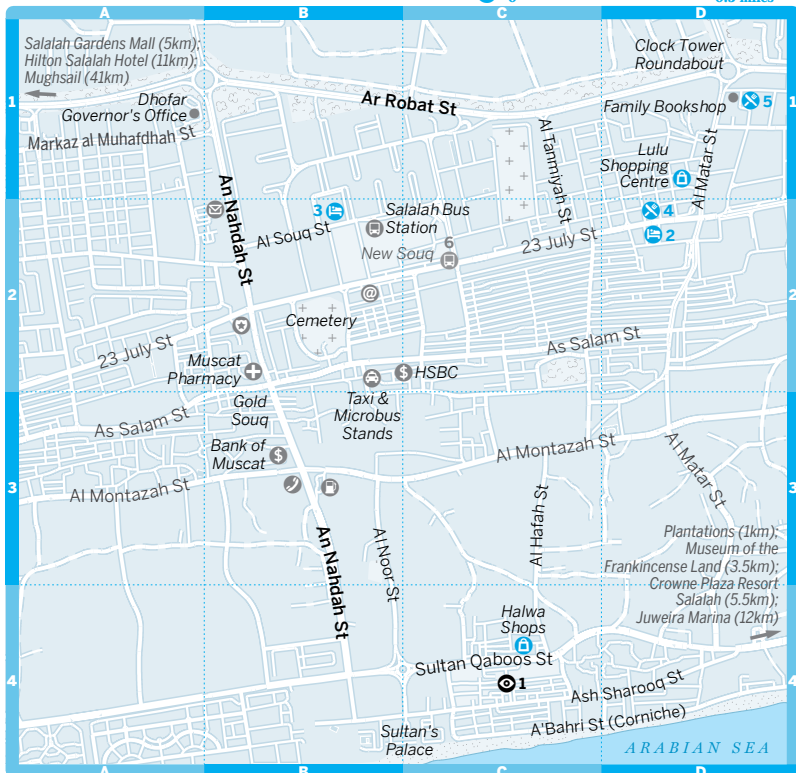 A
B
C
D
Salalah Gardens Mall (5km);
Hilton Salalah Hotel (11km);
Mughsail (41km)
Clock Tower
Roundabout
1
1
Dhofar
Governor's Office
Ar Robat St
Family Bookshop
5
Markaz al Muhafdhah St
Al Tanmiyah St
Lulu
Shopping
Centre
Al Matar St
An Nahdah St
3
Salalah Bus
Station
4
Al Souq St
6
New Souq
23 July St
2
2
2
@
Cemetery
23 July St
As Salam St
Muscat
Pharmacy
$
HSBC
Gold
Souq
Taxi &
Microbus
Stands
As Salam St
Bank of
Muscat
$
Al Montazah St
Al Matar St
3
3
Al Montazah St
Al Hafah St
An Nahdah St
Al Noor St
Plantations (1km);
Museum of the
Frankincense Land (3.5km);
Crowne Plaza Resort
Salalah (5.5km);
Juweira Marina (12km)
Halwa
Shops
Sultan Qaboos St
4
1
4
Ash Sharooq St
A'Bahri St (Corniche)
Sultan's
Palace
ARABIAN SEA
A
B
C
D